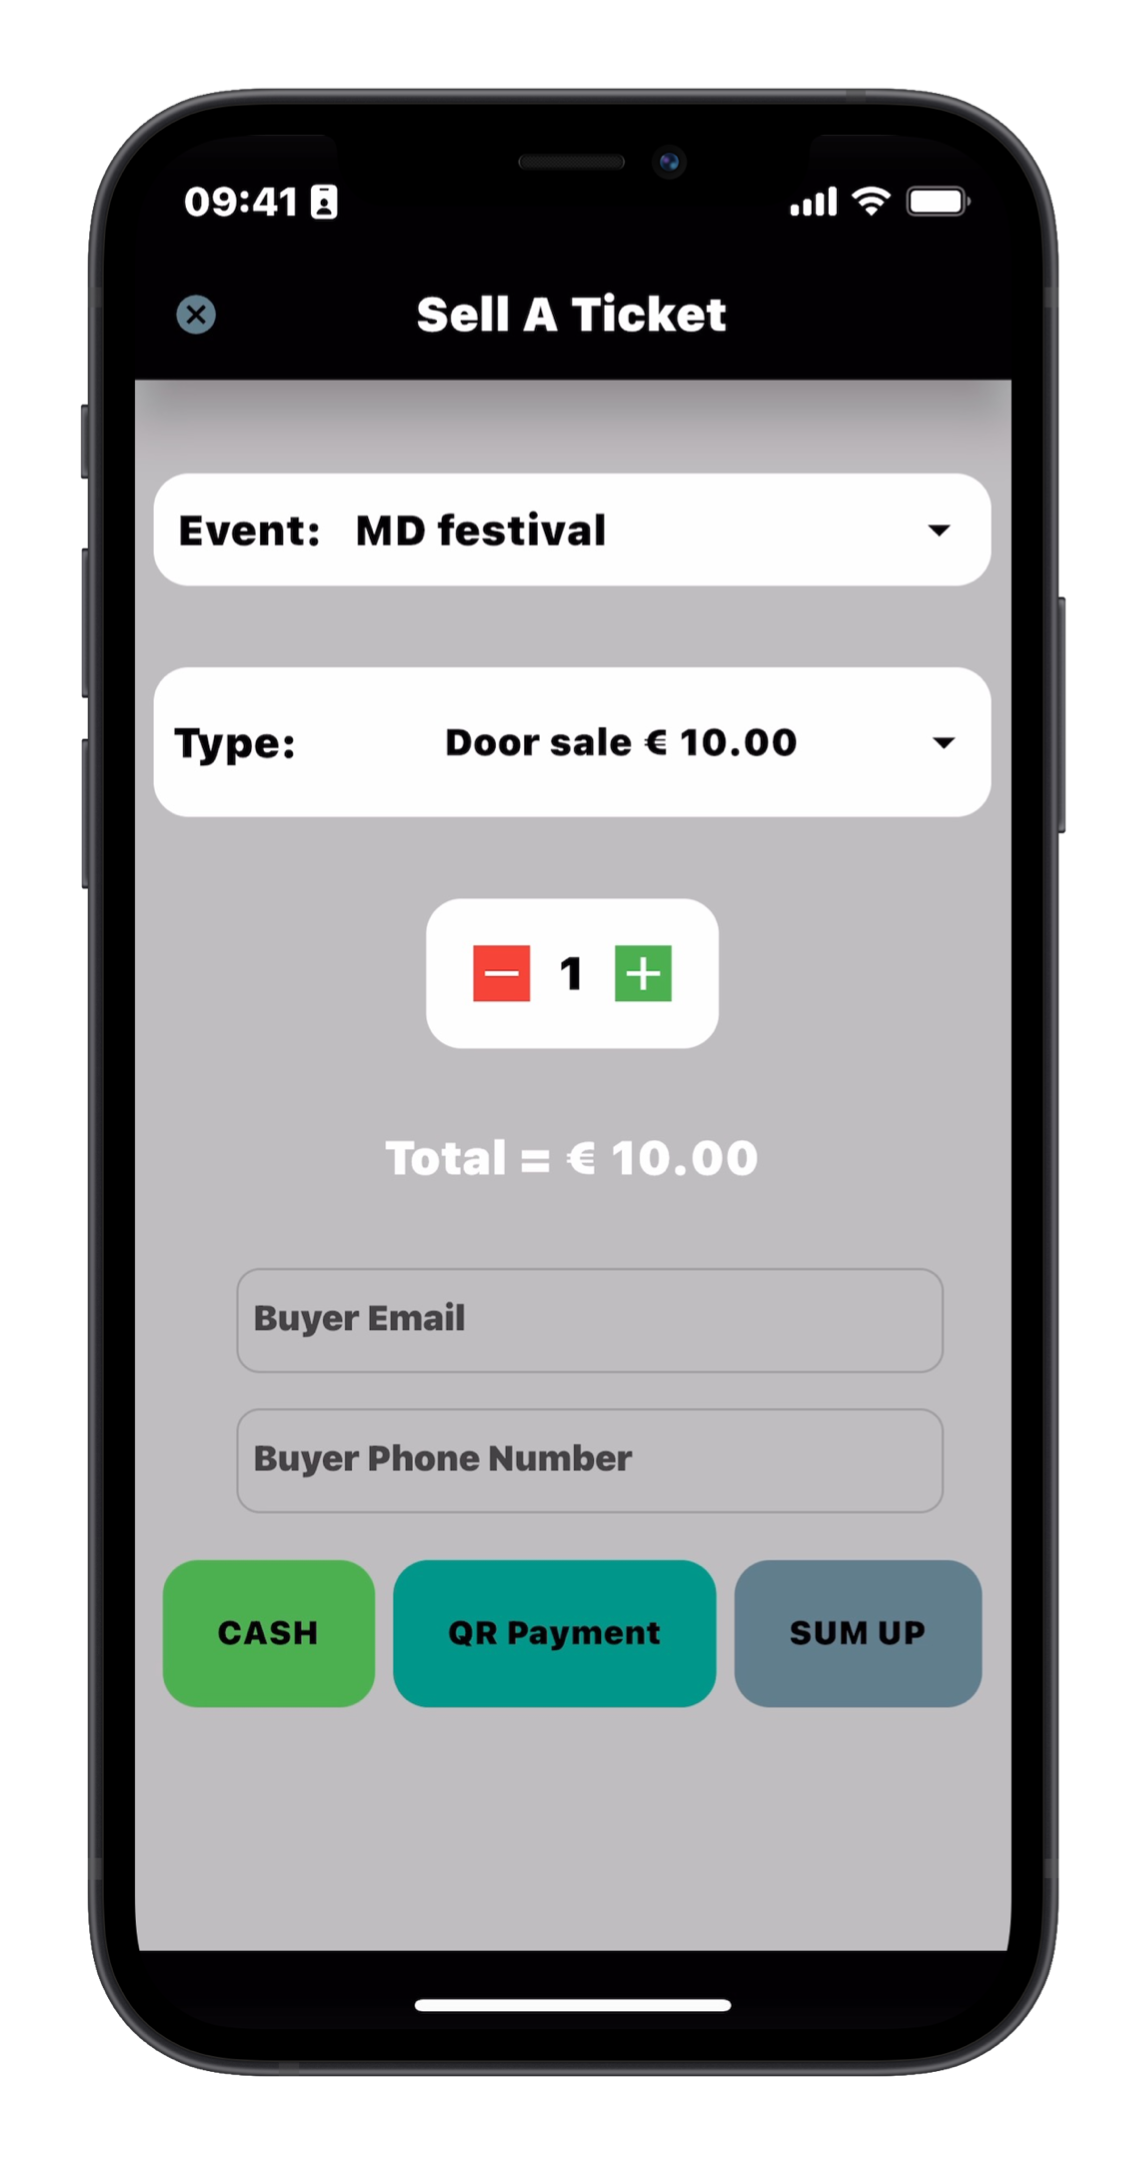 09:41
Sell A Ticket
Event: MD festival
Type: Door sale € 10.00
1
Total = € 10.00
Buyer Email
Buyer Phone Number
CASH QR Payment SUM UP